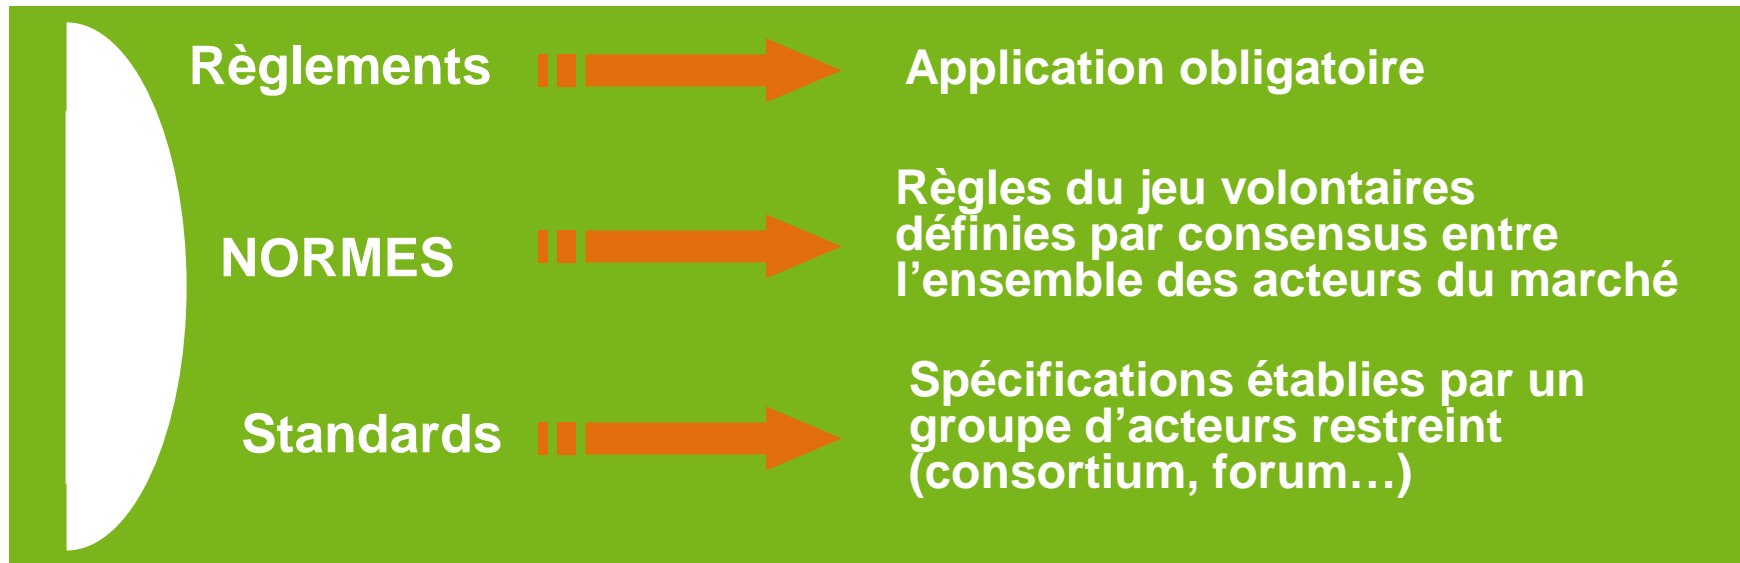 Règlements
Application obligatoire
NORMES
Règles du jeu volontaires
définies par consensus entre
l’ensemble des acteurs du marché
Standards
Spécifications établies par un
groupe d’acteurs restreint
(consortium, forum…)